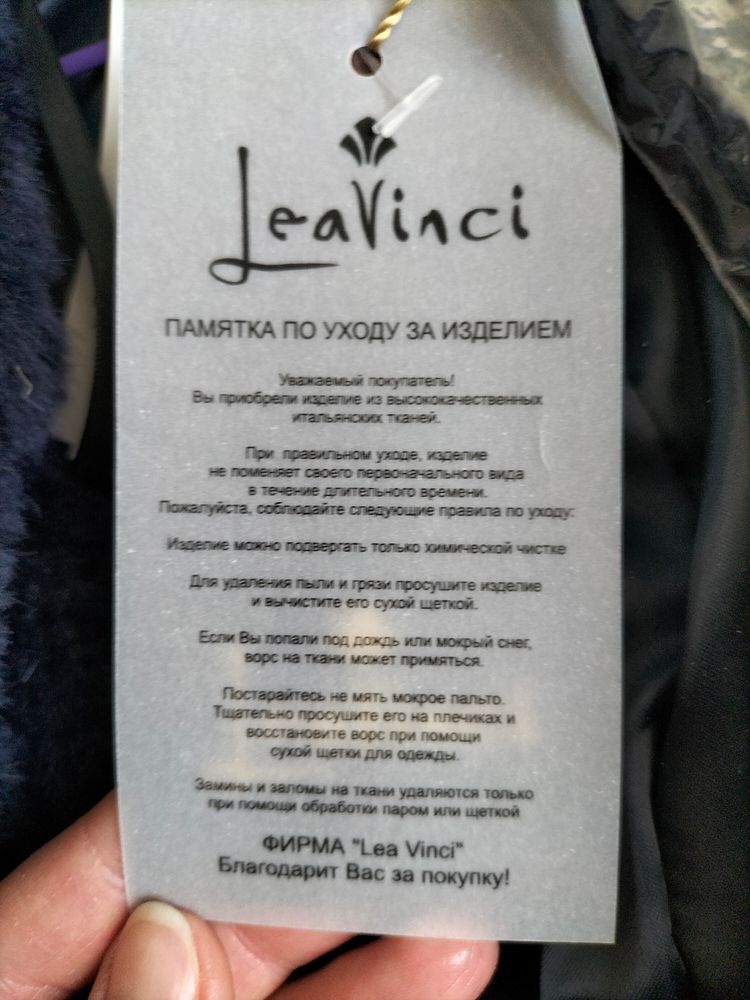 LeaVinci
ПАМЯТКА ПО УХОДУ ЗА ИЗДЕЛИЕМ
Уважаемый покупатель!
Вы приобрели изделие из высококачественных
итальянских тканей.
При правильном уходе, изделие
не поменяет своего первоначального вида
в течение длительного времени.
Пожалуйста, соблюдайте следующие правила по уходу:
Изделие можно подвергать только химической чистке
Для удаления пыли и грязи просушите изделие
и вычистите его сухой щеткой.
Если Вы попали под дождь или мокрый снег,
ворс на ткани может примяться.
Постарайтесь не мять мокрое пальто.
Тщательно просушите его на плечиках и
восстановите ворс при помощи
сухой щетки для одежды.
Замины и заломы на ткани удаляются только
при помощи обработки паром или щеткой
ФИРМА "Lea Vinci"
Благодарит Вас за покупку!